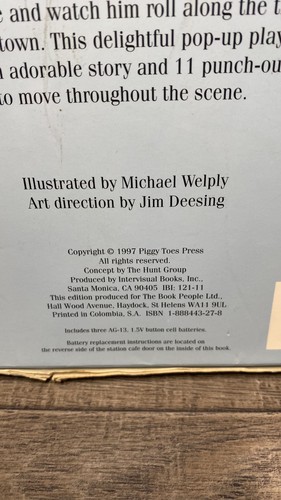 and watch him roll along the
town. This delightful pop-up play
adorable story and 11 punch-ou
to move throughout the scene.
Illustrated by Michael Welply
Art direction by Jim Deesing
Copyright © 1997 Piggy Toes Press
All rights reserved.
Concept by The Hunt Group
Produced by Intervisual Books, Inc.,
Santa Monica, CA 90405 IBI: 121-11
This edition produced for The Book People Ltd.,
Hall Wood Avenue, Haydock, St Helens WA11 9UL
Printed in Colombia, S.A. ISBN 1-888443-27-8
Includes three AG-13, 1.5V button cell batteries.
Battery replacement instructions are located on
the reverse side of the station cafe door on the inside of this book.